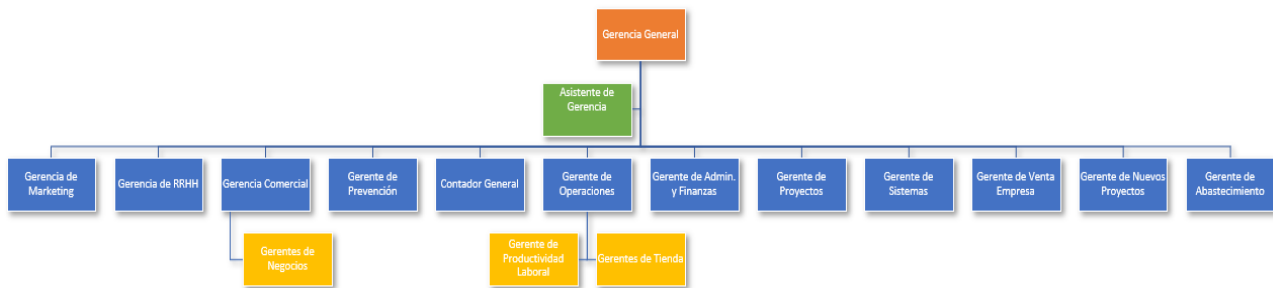 Gerencia General
Asistente de
Gerencia
Gerencia de
Marketing
Gerencia de RRHH
Gerencia Comercial
Gerente de
Prevención
Contador General
Gerente de
Operaciones
Gerente de Admin.
y Finanzas
Gerente de
Proyectos
Gerente de
Sistemas
Gerente de Venta
Empresa
Gerente de Nuevos
Proyectos
Gerente de
Abastecimiento
Gerentes de
Negocios
Gerente de
Productividad
Laboral
Gerentes de Tienda